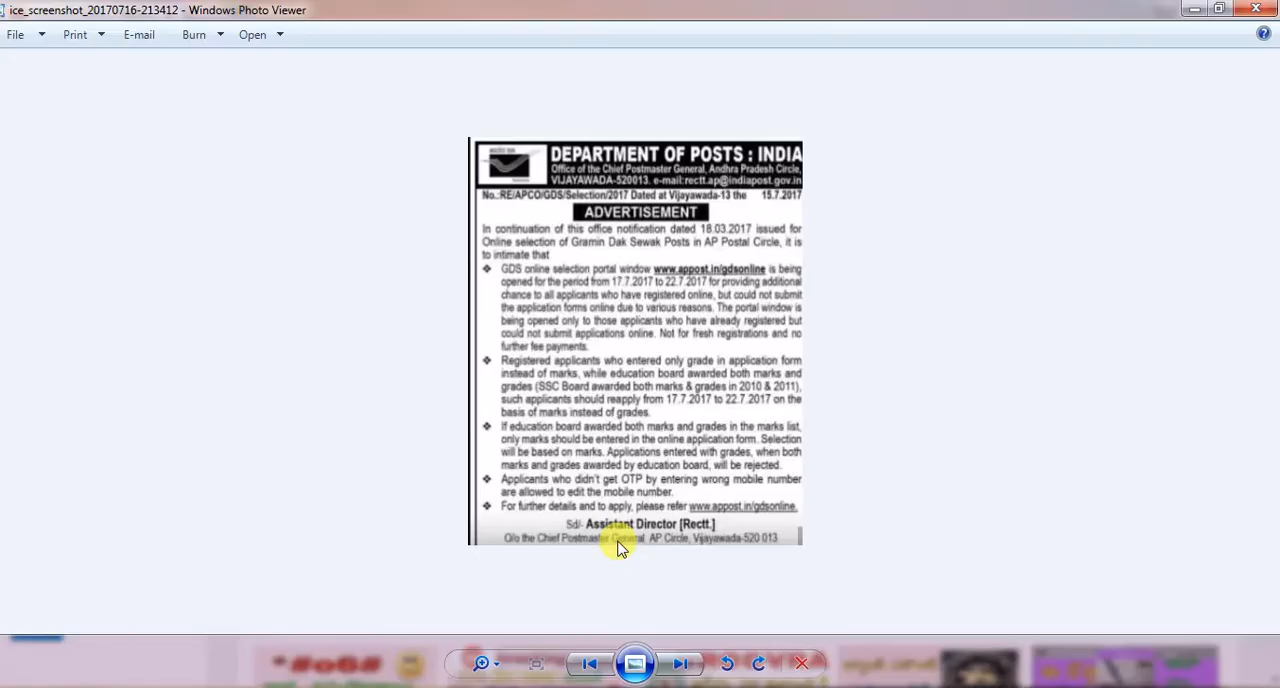 ice_screenshot_20170716-213412 - Windows Photo Viewer
File Print E-mail Burn Open
DEPARTMENT OF POSTS : INDIA
Office of the Chief Postmaster General, Andhra Pradesh Circle,
VIJAYAWADA-520013. e-mail:rectt.ap@indiapost.gov.in
No.:RE/APCO/GDS/Selection/2017 Dated at Vijayawada-13 the 15.7.2017
ADVERTISEMENT
In continuation of this office notification dated 18.03.2017 issued for
Online selection of Gramin Dak Sewak Posts in AP Postal Circle, it is
to intimate that
❖ GDS online selection portal window www.appost.in/gdsonline is being
opened for the period from 17.7.2017 to 22.7.2017 for providing additional
chance to all applicants who have registered online, but could not submit
the application forms online due to various reasons. The portal window is
being opened only to those applicants who have already registered but
could not submit applications online. Not for fresh registrations and no
further fee payments.
❖ Registered applicants who entered only grade in application form
instead of marks, while education board awarded both marks and
grades (SSC Board awarded both marks & grades in 2010 & 2011),
such applicants should reapply from 17.7.2017 to 22.7.2017 on the
basis of marks instead of grades.
❖ If education board awarded both marks and grades in the marks list,
only marks should be entered in the online application form. Selection
will be based on marks. Applications entered with grades, when both
marks and grades awarded by education board, will be rejected.
❖ Applicants who didn't get OTP by entering wrong mobile number
are allowed to edit the mobile number.
❖ For further details and to apply, please refer www.appost.in/gdsonline.
Sd/- Assistant Director [Rectt.]
O/o the Chief Postmaster General AP Circle, Vijayawada-520 013